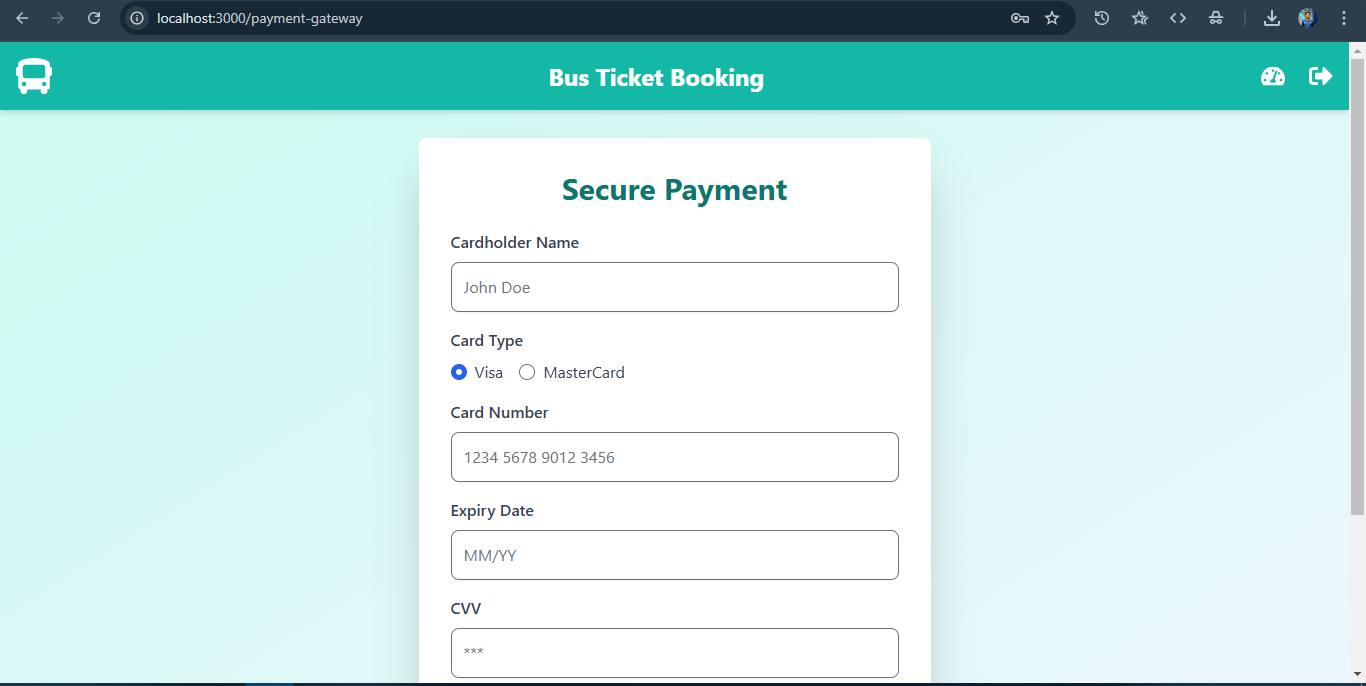 localhost:3000/payment-gateway
Bus Ticket Booking
Secure Payment
Cardholder Name
John Doe
Card Type
Visa MasterCard
Card Number
1234 5678 9012 3456
Expiry Date
MM/YY
CVV
***